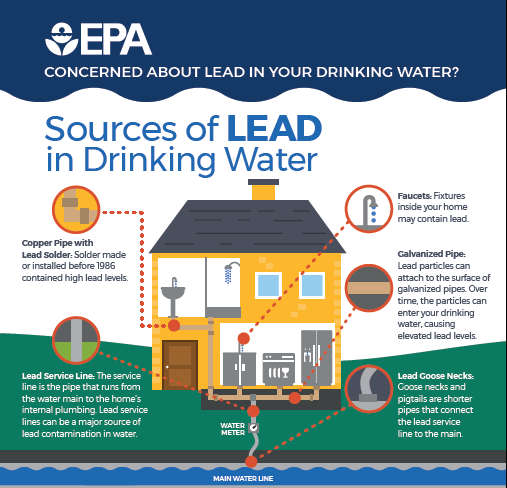 EPA
CONCERNED ABOUT LEAD IN YOUR DRINKING WATER?
Sources of LEAD
in Drinking Water
Copper Pipe with
Lead Solder: Solder made
or installed before 1986
contained high lead levels.
Lead Service Line: The service
line is the pipe that runs from
the water main to the home's
internal plumbing. Lead service
lines can be a major source of
lead contamination in water.
Faucets: Fixtures
inside your home
may contain lead.
Galvanized Pipe:
Lead particles can
attach to the surface of
galvanized pipes. Over
time, the particles can
enter your drinking
water, causing
elevated lead levels.
Lead Goose Necks:
Goose necks and
pigtails are shorter
pipes that connect
the lead service
line to the main.
WATER
METER
MAIN WATER LINE